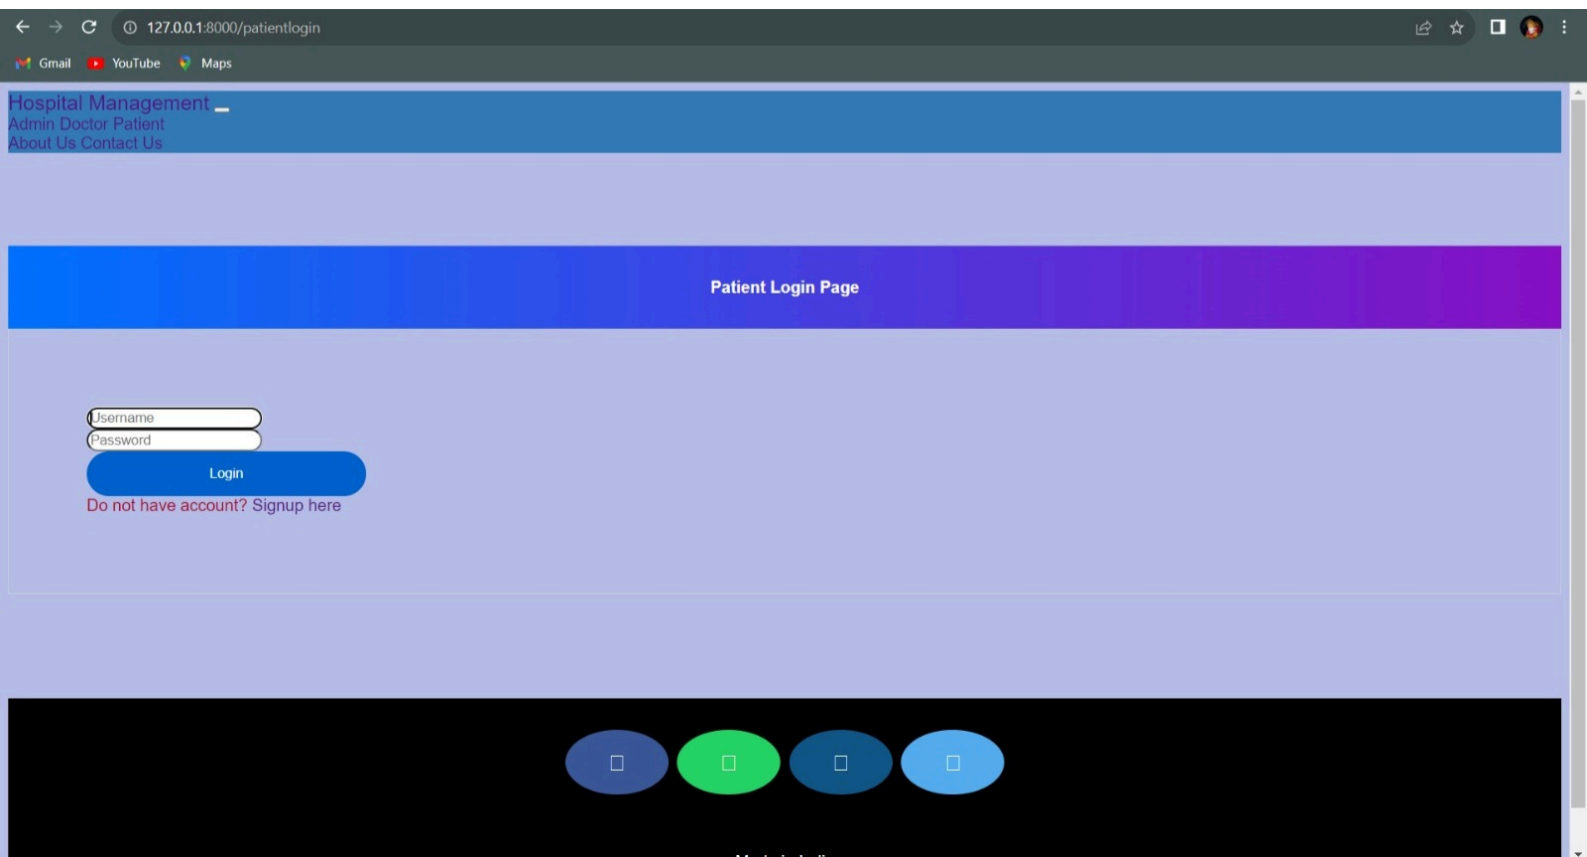 127.0.0.1:8000/patientlogin
Gmail YouTube Maps
Hospital Management
Admin Doctor Patient
About Us Contact Us
Patient Login Page
Username
Password
Login
Do not have account? Signup here